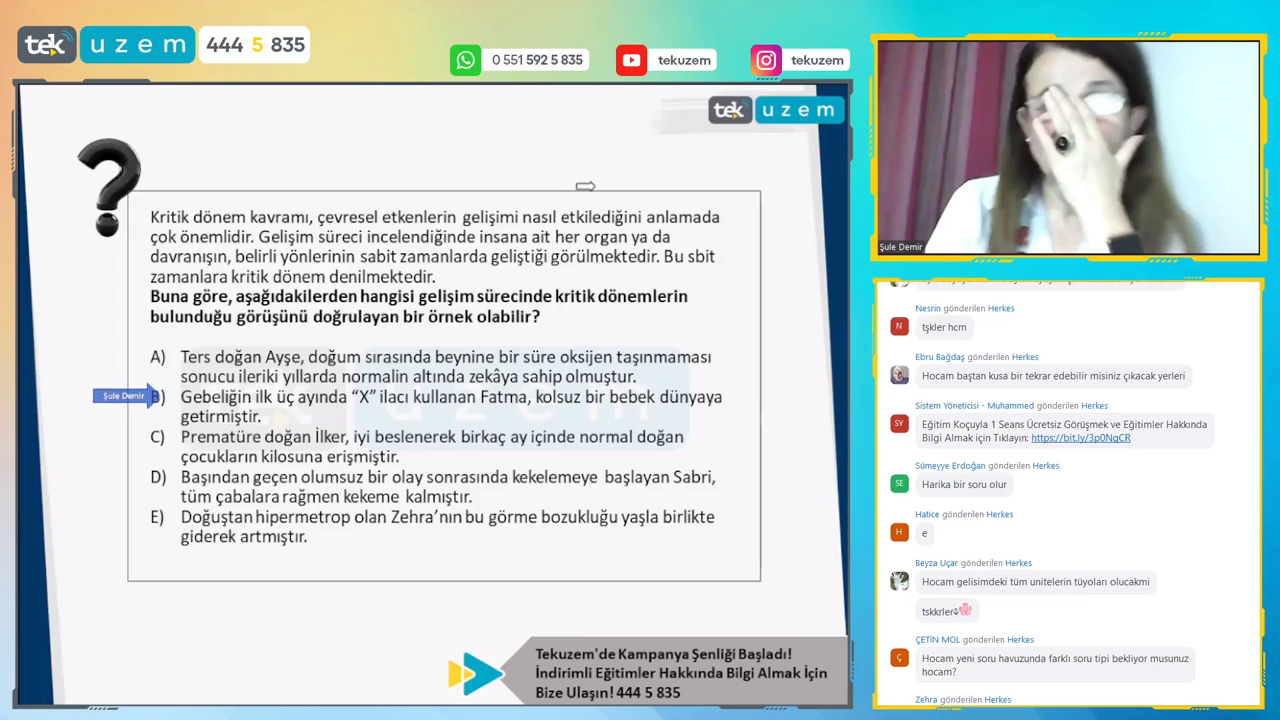 tek uzem 444 5 835
0 551 592 5 835
tekuzem
tekuzem
tek uzem
Kritik dönem kavramı, çevresel etkenlerin gelişimi nasıl etkilediğini anlamada
çok önemlidir. Gelişim süreci incelendiğinde insana ait her organ ya da
davranışın, belirli yönlerinin sabit zamanlarda geliştiği görülmektedir. Bu sbit
zamanlara kritik dönem denilmektedir.
Buna göre, aşağıdakilerden hangisi gelişim sürecinde kritik dönemlerin
bulunduğu görüşünü doğrulayan bir örnek olabilir?
A) Ters doğan Ayşe, doğum sırasında beynine bir süre oksijen taşınmaması
sonucu ileriki yıllarda normalin altında zekâya sahip olmuştur.
Şule Demir
B) Gebeliğin ilk üç ayında “X” ilacı kullanan Fatma, kolsuz bir bebek dünyaya
getirmiştir.
C) Prematüre doğan İlker, iyi beslenerek birkaç ay içinde normal doğan
çocukların kilosuna erişmiştir.
D) Başından geçen olumsuz bir olay sonrasında kekelemeye başlayan Sabri,
tüm çabalara rağmen kekeme kalmıştır.
E) Doğuştan hipermetrop olan Zehra’nın bu görme bozukluğu yaşla birlikte
giderek artmıştır.
Tekuzem'de Kampanya Şenliği Başladı!
İndirimli Eğitimler Hakkında Bilgi Almak İçin
Bize Ulaşın! 444 5 835
Şule Demir
Nesrin gönderilen Herkes
N tşkler hcm
Ebru Bağdaş gönderilen Herkes
Hocam baştan kusa bir tekrar edebilir misiniz çıkacak yerleri
Sistem Yöneticisi - Muhammed gönderilen Herkes
SY Eğitim Koçuyla 1 Seans Ücretsiz Görüşmek ve Eğitimler Hakkında
Bilgi Almak için Tıklayın: https://bit.ly/3p0NqCR
Sümeyye Erdoğan gönderilen Herkes
SE Harika bir soru olur
Hatice gönderilen Herkes
H e
Beyza Uçar gönderilen Herkes
Hocam gelisimdeki tüm unitelerin tüyoları olucakmi
tskkrler
ÇETİN MOL gönderilen Herkes
Ç Hocam yeni soru havuzunda farklı soru tipi bekliyor musunuz
hocam?
Zehra gönderilen Herkes